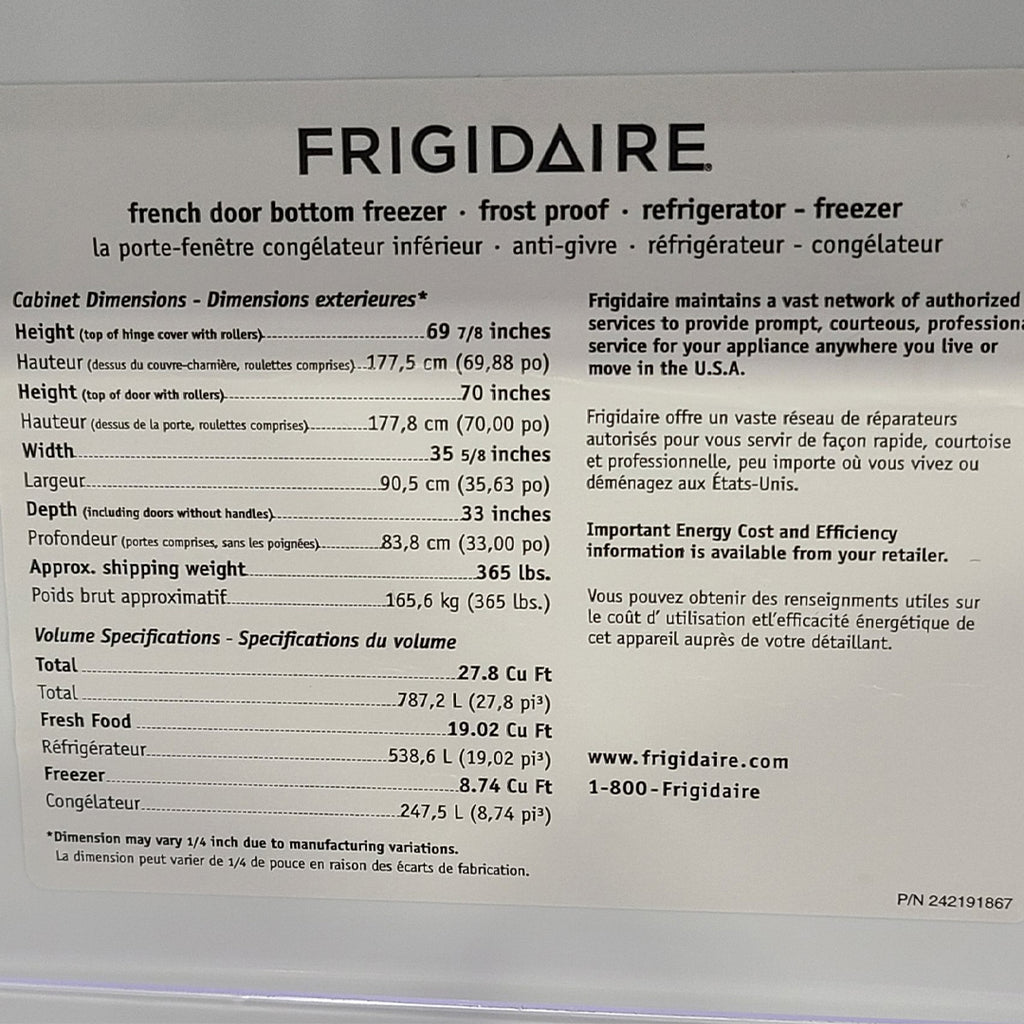 FRIGIDAIRE
french door bottom freezer · frost proof · refrigerator - freezer
la porte-fenêtre congélateur inférieur · anti-givre · réfrigérateur - congélateur
Cabinet Dimensions - Dimensions exterieures*
Height (top of hinge cover with rollers) 69 7/8 inches
Hauteur (dessus du couvre-charnière, roulettes comprises) 177,5 cm (69,88 po)
Height (top of door with rollers) 70 inches
Hauteur (dessus de la porte, roulettes comprises) 177,8 cm (70,00 po)
Width 35 5/8 inches
Largeur 90,5 cm (35,63 po)
Depth (including doors without handles) 33 inches
Profondeur (portes comprises, sans les poignées) 83,8 cm (33,00 po)
Approx. shipping weight 365 lbs.
Poids brut approximatif 165,6 kg (365 lbs.)
Volume Specifications - Specifications du volume
Total 27.8 Cu Ft
Total 787,2 L (27,8 pi³)
Fresh Food 19.02 Cu Ft
Réfrigérateur 538,6 L (19,02 pi³)
Freezer 8.74 Cu Ft
Congélateur 247,5 L (8,74 pi³)
*Dimension may vary 1/4 inch due to manufacturing variations.
La dimension peut varier de 1/4 de pouce en raison des écarts de fabrication.
Frigidaire maintains a vast network of authorized
services to provide prompt, courteous, professiona
service for your appliance anywhere you live or
move in the U.S.A.
Frigidaire offre un vaste réseau de réparateurs
autorisés pour vous servir de façon rapide, courtoise
et professionnelle, peu importe où vous vivez ou
déménagez aux États-Unis.
Important Energy Cost and Efficiency
information is available from your retailer.
Vous pouvez obtenir des renseignments utiles sur
le coût d' utilisation etl'efficacité énergétique de
cet appareil auprès de votre détaillant.
www.frigidaire.com
1-800-Frigidaire
P/N 242191867